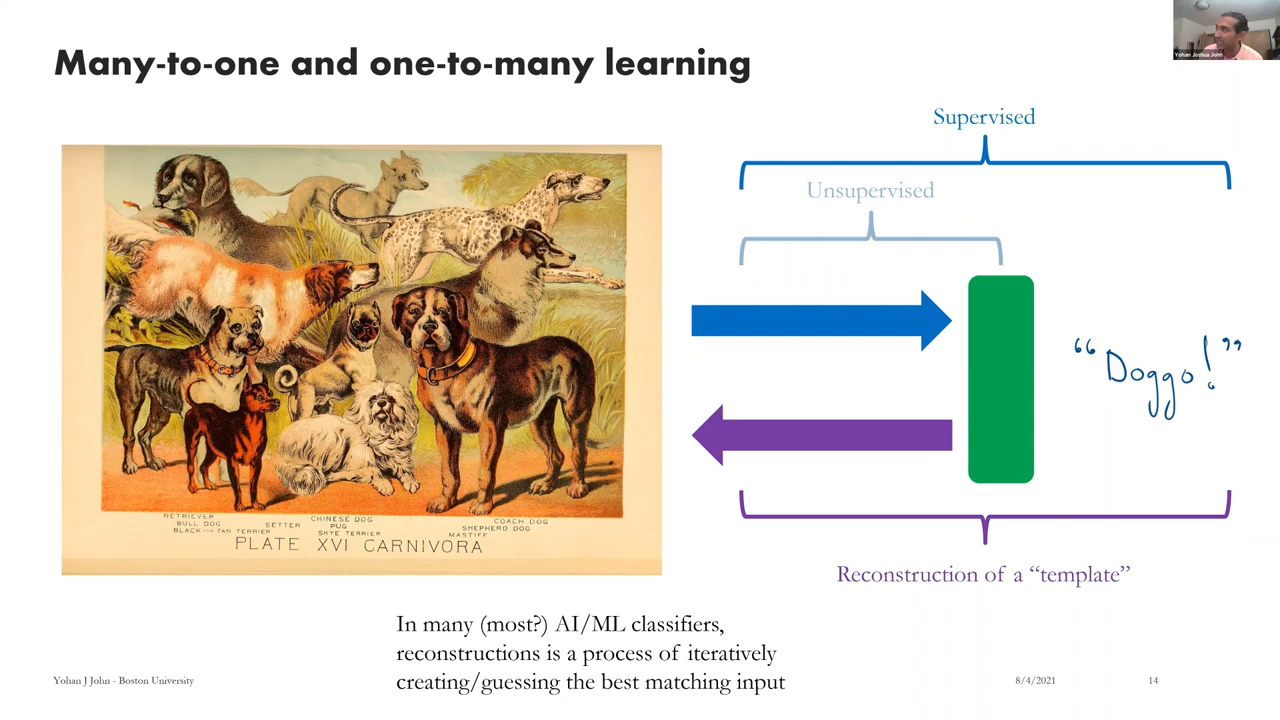 Many-to-one and one-to-many learning
Yohan Joshua John
Supervised
Unsupervised
“Doggo!”
RETRIEVER
BULL DOG
BLACK AND TAN TERRIER
SETTER
CHINESE DOG
PUG
SKYE TERRIER
COACH DOG
SHEPHERD DOG
MASTIFF
PLATE XVI CARNIVORA
Reconstruction of a “template”
In many (most?) AI/ML classifiers,
reconstructions is a process of iteratively
creating/guessing the best matching input
Yohan J John - Boston University
8/4/2021
14